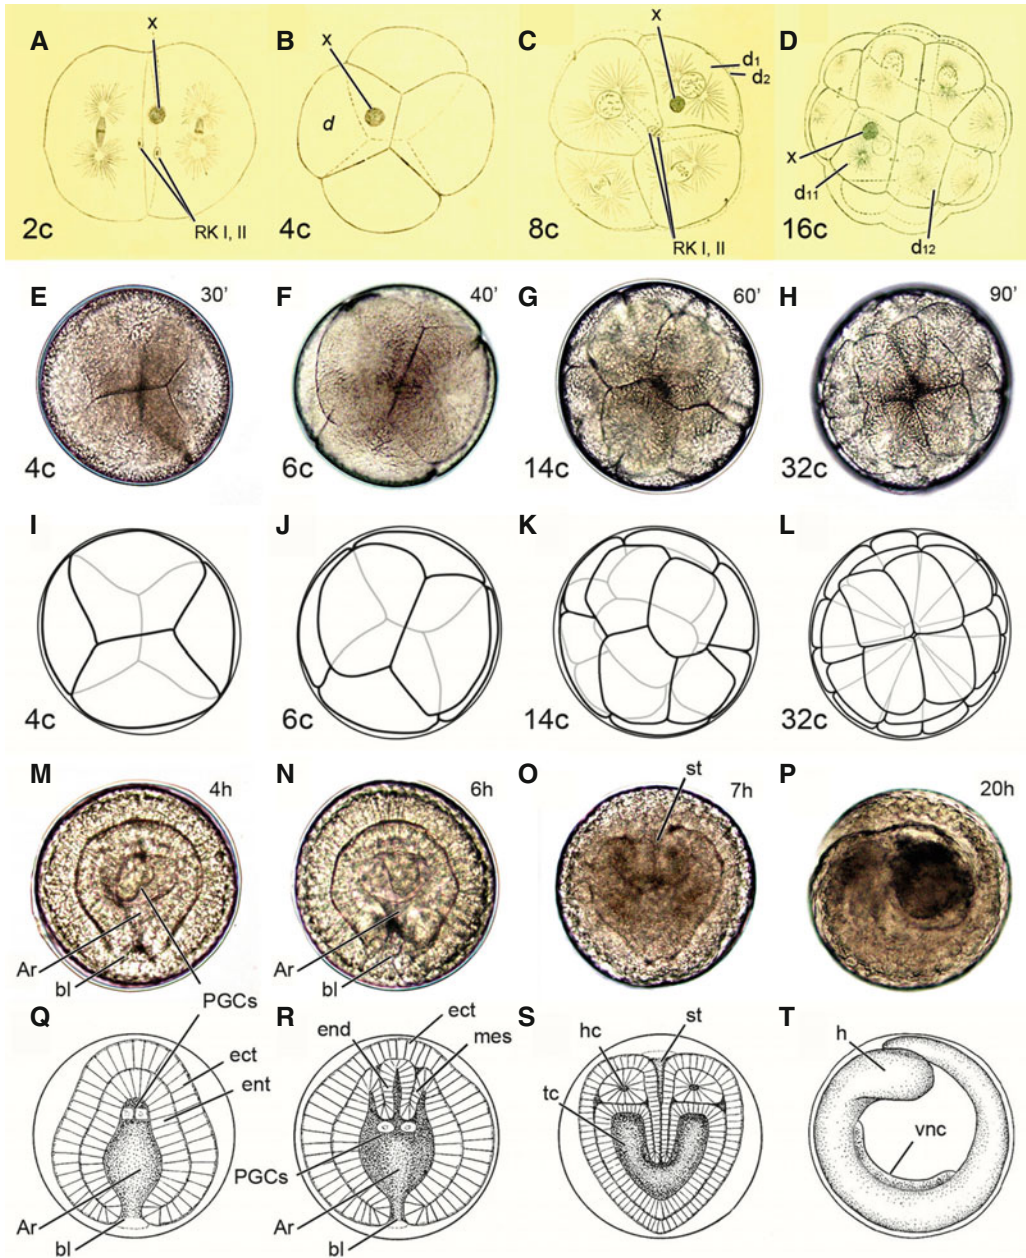 A x 2c RK I, II
B x d 4c
C x d1 d2 8c RK I, II
D x d11 d12 16c
E 30' 4c
F 40' 6c
G 60' 14c
H 90' 32c
I 4c
J 6c
K 14c
L 32c
M 4h Ar bl PGCs
N 6h Ar bl
O 7h st
P 20h
Q ect ent Ar bl
R end ect mes PGCs bl
S hc st tc
T h vnc